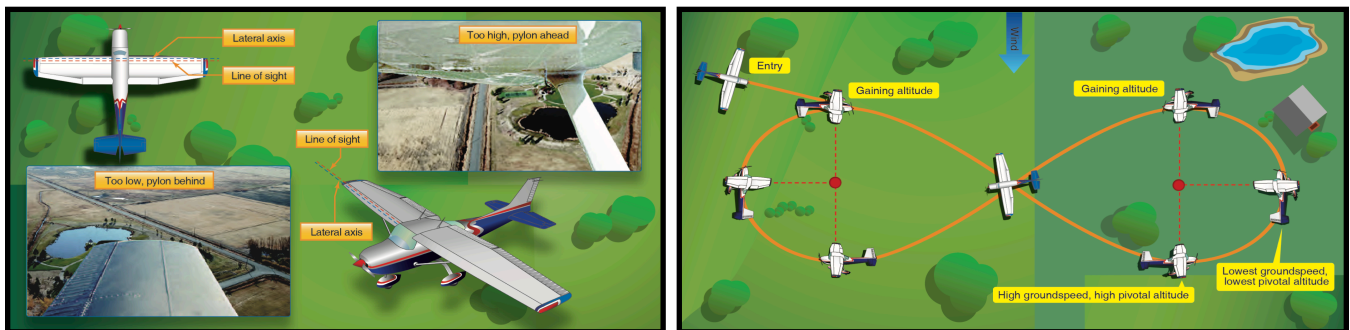 Lateral axis
Line of sight
Too high, pylon ahead
Line of sight
Too low, pylon behind
Lateral axis
Wind
Entry
Gaining altitude
Gaining altitude
High groundspeed, high pivotal altitude
Lowest groundspeed,
lowest pivotal altitude